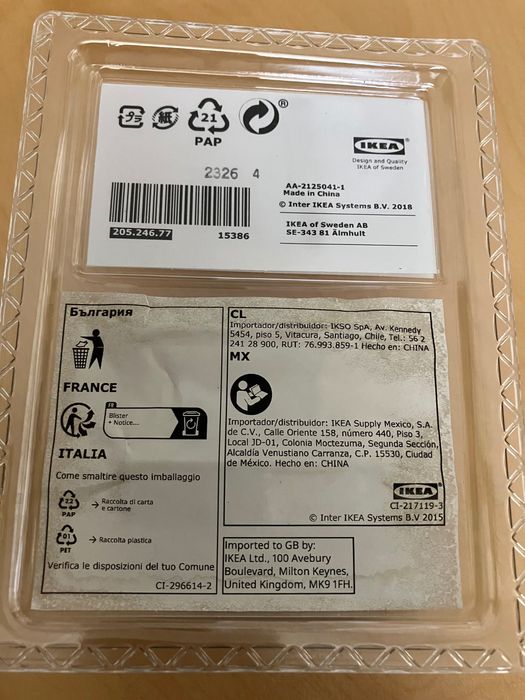 プラ
紙
21
PAP
®
IKEA®
Design and Quality
IKEA of Sweden
2326 4
205.246.77
15386
AA-2125041-1
Made in China
© Inter IKEA Systems B.V. 2018
IKEA of Sweden AB
SE-343 81 Älmhult
България
FRANCE
FR
Blister
+ Notice...
ITALIA
Come smaltire questo imballaggio
22
PAP
→ Raccolta di carta
e cartone
01
PET
→ Raccolta plastica
Verifica le disposizioni del tuo Comune
CI-296614-2
CL
Importador/distribuidor: IKSO SpA, Av. Kennedy
5454, piso 5, Vitacura, Santiago, Chile, Tel.: 56 2
241 28 900, RUT: 76.993.859-1 Hecho en: CHINA
MX
Importador/distribuidor: IKEA Supply Mexico, S.A.
de C.V., Calle Oriente 158, número 440, Piso 3,
Local JD-01, Colonia Moctezuma, Segunda Sección,
Alcaldía Venustiano Carranza, C.P. 15530, Ciudad
de México. Hecho en: CHINA
IKEA
CI-217119-3
© Inter IKEA Systems B.V 2015
Imported to GB by:
IKEA Ltd., 100 Avebury
Boulevard, Milton Keynes,
United Kingdom, MK9 1FH.